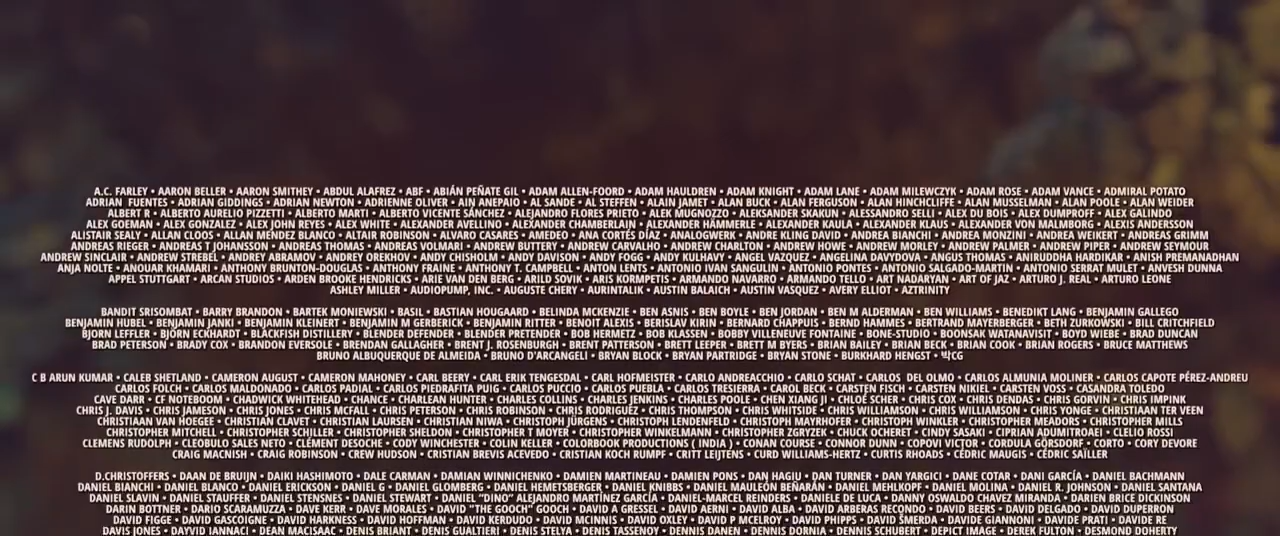 A.C. FARLEY • AARON BELLER • AARON SMITHEY • ABDUL ALAFREZ • ABF • ABIÁN PEÑATE GIL • ADAM ALLEN-FOORD • ADAM HAULDREN • ADAM KNIGHT • ADAM LANE • ADAM MILEWCZYK • ADAM ROSE • ADAM VANCE • ADMIRAL POTATO
ADRIAN FUENTES • ADRIAN GIDDINGS • ADRIAN NEWTON • ADRIENNE OLIVER • AIN ANEPAIO • AL SANDE • AL STEFFEN • ALAIN JAMET • ALAN BUCK • ALAN FERGUSON • ALAN HINCHCLIFFE • ALAN MUSSELMAN • ALAN POOLE • ALAN WEIDER
ALBERT R • ALBERTO AURELIO PIZZETTI • ALBERTO MARTI • ALBERTO VICENTE SÁNCHEZ • ALEJANDRO FLORES PRIETO • ALEK MUGNOZZO • ALEKSANDER SKAKUN • ALESSANDRO SELLI • ALEX DU BOIS • ALEX DUMPROFF • ALEX GALINDO
ALEX GOEMAN • ALEX GONZALEZ • ALEX JOHN REYES • ALEX WHITE • ALEXANDER AVELLINO • ALEXANDER CHAMBERLAIN • ALEXANDER HÄMMERLE • ALEXANDER KAULA • ALEXANDER KLAUS • ALEXANDER VON MALMBORG • ALEXIS ANDERSSON
ALISTAIR SEALY • ALLAN CLOOS • ALLAN MÉNDEZ BLANCO • ALTAIR ROBINSON • ALVARO CASARES • AMEDEO • ANA CORTÉS DÍAZ • ANALOGWERK • ANDRE KLING DAVID • ANDREA BIANCHI • ANDREA MONZINI • ANDREA WEIKERT • ANDREAS GRIMM
ANDREAS RIEGER • ANDREAS T JOHANSSON • ANDREAS THOMAS • ANDREAS VOLMARI • ANDREW BUTTERY • ANDREW CARVALHO • ANDREW CHARLTON • ANDREW HOWE • ANDREW MORLEY • ANDREW PALMER • ANDREW PIPER • ANDREW SEYMOUR
ANDREW SINCLAIR • ANDREW STREBEL • ANDREY ABRAMOV • ANDREY OREKHOV • ANDY CHISHOLM • ANDY DAVISON • ANDY FOGG • ANDY KULHAVY • ANGEL VAZQUEZ • ANGELINA DAVYDOVA • ANGUS THOMAS • ANIRUDDHA HARDIKAR • ANISH PREMANADHAN
ANJA NOLTE • ANOUAR KHAMARI • ANTHONY BRUNTON-DOUGLAS • ANTHONY FRAINE • ANTHONY T. CAMPBELL • ANTON LENTS • ANTONIO IVAN SANGULIN • ANTONIO PONTES • ANTONIO SALGADO-MARTIN • ANTONIO SERRAT MULET • ANVESH DUNNA
APPEL STUTTGART • ARCAN STUDIOS • ARDEN BROOKE HENDRICKS • ARIE VAN DEN BERG • ARILD SOVIK • ARIS KORMPETIS • ARMANDO NAVARRO • ARMANDO TELLO • ART NADARYAN • ART OF JAZ • ARTURO J. REAL • ARTURO LEONE
ASHLEY MILLER • AUDIOPUMP, INC. • AUGUSTE CHERY • AURINTALIK • AUSTIN BALAICH • AUSTIN VASQUEZ • AVERY ELLIOT • AZTRINITY
BANDIT SRISOMBAT • BARRY BRANDON • BARTEK MONIEWSKI • BASIL • BASTIAN HOUGAARD • BELINDA MCKENZIE • BEN ASNIS • BEN BOYLE • BEN JORDAN • BEN M ALDERMAN • BEN WILLIAMS • BENEDIKT LANG • BENJAMIN GALLEGO
BENJAMIN HUBEL • BENJAMIN JANKI • BENJAMIN KLEINERT • BENJAMIN M GERBERICK • BENJAMIN RITTER • BENOIT ALEXIS • BERISLAV KIRIN • BERNARD CHAPPUIS • BERND HAMMES • BERTRAND MAYERBERGER • BETH ZURKOWSKI • BILL CRITCHFIELD
BJORN LEFFLER • BJÖRN ECKHARDT • BLACKFISH DISTILLERY • BLENDER DEFENDER • BLENDER PRETENDER • BOB HERMETZ • BOB KLASSEN • BOBBY VILLENEUVE FONTAINE • BONE-STUDIO • BOONSAK WATANAVISIT • BOYD WIEBE • BRAD DUNCAN
BRAD PETERSON • BRADY COX • BRANDON EVERSOLE • BRENDAN GALLAGHER • BRENT J. ROSENBURGH • BRENT PATTERSON • BRETT LEEPER • BRETT M BYERS • BRIAN BAILEY • BRIAN BECK • BRIAN COOK • BRIAN ROGERS • BRUCE MATTHEWS
BRUNO ALBUQUERQUE DE ALMEIDA • BRUNO D'ARCANGELI • BRYAN BLOCK • BRYAN PARTRIDGE • BRYAN STONE • BURKHARD HENGST • 박CG
C B ARUN KUMAR • CALEB SHETLAND • CAMERON AUGUST • CAMERON MAHONEY • CARL BEERY • CARL ERIK TENGESDAL • CARL HOFMEISTER • CARLO ANDREACCHIO • CARLO SCHAT • CARLOS DEL OLMO • CARLOS ALMUNIA MOLINER • CARLOS CAPOTE PÉREZ-ANDREU
CARLOS FOLCH • CARLOS MALDONADO • CARLOS PADIAL • CARLOS PIEDRAFITA PUIG • CARLOS PUCCIO • CARLOS PUEBLA • CARLOS TRESIERRA • CAROL BECK • CARSTEN FISCH • CARSTEN NIKIEL • CARSTEN VOSS • CASANDRA TOLEDO
CAVE DARR • CF NOTEBOOM • CHADWICK WHITEHEAD • CHANCE • CHARLEAN HUNTER • CHARLES COLLINS • CHARLES JENKINS • CHARLES POOLE • CHEN XIANG JI • CHLOÉ SCHER • CHRIS COX • CHRIS DENDAS • CHRIS GORVIN • CHRIS IMPINK
CHRIS J. DAVIS • CHRIS JAMESON • CHRIS JONES • CHRIS MCFALL • CHRIS PETERSON • CHRIS ROBINSON • CHRIS RODRIGUEZ • CHRIS THOMPSON • CHRIS WHITSIDE • CHRIS WILLIAMSON • CHRIS WILLIAMSON • CHRIS YONGE • CHRISTIAAN TER VEEN
CHRISTIAAN VAN HOEGEE • CHRISTIAN CLAVET • CHRISTIAN LAURSEN • CHRISTIAN NIWA • CHRISTOPH JÜRGENS • CHRISTOPH LENDENFELD • CHRISTOPH MAYRHOFER • CHRISTOPH WINKLER • CHRISTOPHER MEADORS • CHRISTOPHER MILLS
CHRISTOPHER MITCHELL • CHRISTOPHER SCHILLER • CHRISTOPHER SHELDON • CHRISTOPHER T MOYER • CHRISTOPHER WINKELMANN • CHRISTOPHER ZGRYZEK • CHUCK OCHERET • CINDY SASAKI • CIPRIAN ADUMITROAEI • CLELIO ROSSI
CLEMENS RUDOLPH • CLEOBULO SALES NETO • CLÉMENT DESOCHE • CODY WINCHESTER • COLIN KELLER • COLORBOOK PRODUCTIONS ( INDIA ) • CONAN COURSE • CONNOR DUNN • COPOVI VICTOR • CORDULA GÖRSDORF • CORTO • CORY DEVORE
CRAIG MACNISH • CRAIG ROBINSON • CREW HUDSON • CRISTIAN BREVIS ACEVEDO • CRISTIAN KOCH RUMPF • CRITT LEIJTENS • CURD WILLIAMS-HERTZ • CURTIS RHOADS • CÉDRIC MAUGIS • CÉDRIC SAÏLLER
D.CHRISTOFFERS • DAAN DE BRUIJN • DAIKI HASHIMOTO • DALE CARMAN • DAMIAN WINNICHENKO • DAMIEN MARTINEAU • DAMIEN PONS • DAN HAGIU • DAN TURNER • DAN YARGICI • DANE COTAR • DANI GARCÍA • DANIEL BACHMANN
DANIEL BIANCHI • DANIEL BLANCO • DANIEL ERICKSON • DANIEL G • DANIEL GLOMBERG • DANIEL HEMETSBERGER • DANIEL KNIBBS • DANIEL MAULEÓN BEÑARÁN • DANIEL MEHLKOPF • DANIEL MOLINA • DANIEL R. JOHNSON • DANIEL SANTANA
DANIEL SLAVIN • DANIEL STAUFFER • DANIEL STENSNES • DANIEL STEWART • DANIEL "DINO" ALEJANDRO MARTÍNEZ GARCÍA • DANIEL-MARCEL REINDERS • DANIELE DE LUCA • DANNY OSWALDO CHAVEZ MIRANDA • DARIEN BRICE DICKINSON
DARIN BOTTNER • DARIO SCARAMUZZA • DAVE KERR • DAVE MORALES • DAVID "THE GOOCH" GOOCH • DAVID A GRESSEL • DAVID AERNI • DAVID ALBA • DAVID ARBERAS RECONDO • DAVID BEERS • DAVID DELGADO • DAVID DUPERRON
DAVID FIGGE • DAVID GASCOIGNE • DAVID HARKNESS • DAVID HOFFMAN • DAVID KERDUDO • DAVID MCINNIS • DAVID OXLEY • DAVID P MCELROY • DAVID PHIPPS • DAVID ŠMERDA • DAVIDE GIANNONI • DAVIDE PRATI • DAVIDE RE
DAVIS JONES • DAYVID IANNACI • DEAN MACISAAC • DENIS BRIANT • DENIS GUALTIERI • DENIS STELYA • DENIS TASSENOY • DENNIS DANEN • DENNIS DORNIA • DENNIS SCHUBERT • DEPICT IMAGE • DEREK FULTON • DESMOND DOHERTY